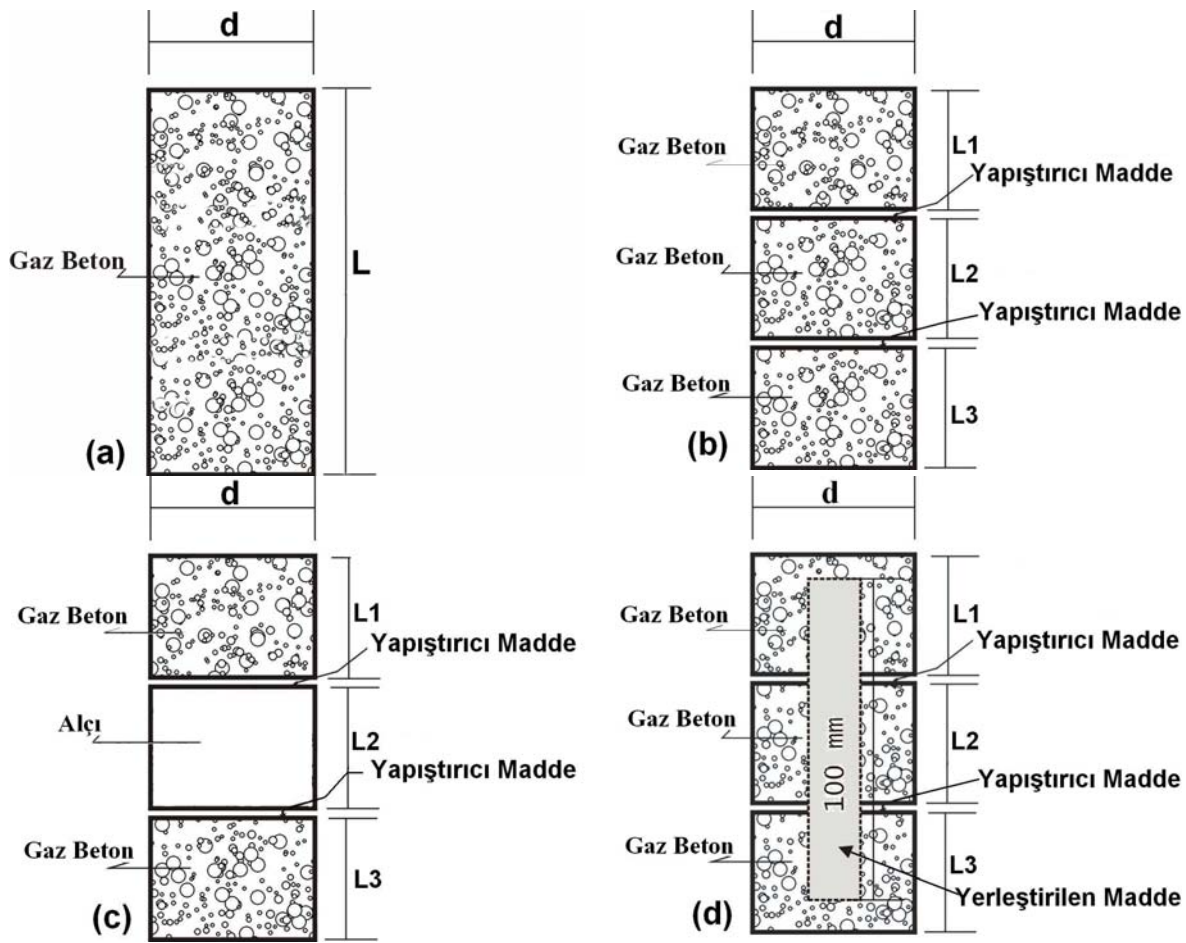 d
Gaz Beton
L
(a)
d
Gaz Beton
L1
Yapıştırıcı Madde
Gaz Beton
L2
Yapıştırıcı Madde
Gaz Beton
L3
(b)
d
Gaz Beton
L1
Yapıştırıcı Madde
Alçı
L2
Yapıştırıcı Madde
Gaz Beton
L3
(c)
d
Gaz Beton
L1
Yapıştırıcı Madde
Gaz Beton
L2
100 mm
Yapıştırıcı Madde
Gaz Beton
L3
Yerleştirilen Madde
(d)